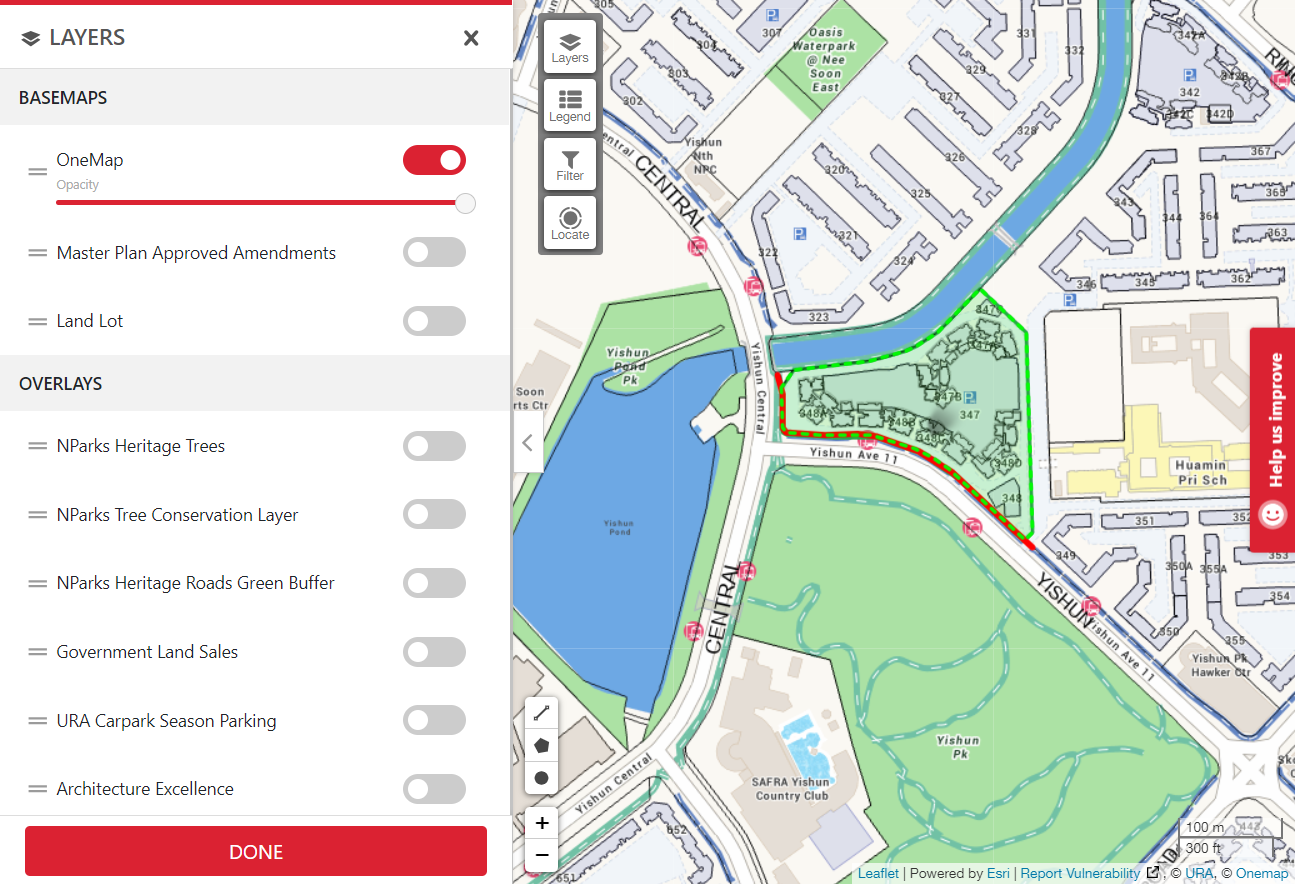 LAYERS
BASEMAPS
OneMap
Opacity
Master Plan Approved Amendments
Land Lot
OVERLAYS
NParks Heritage Trees
NParks Tree Conservation Layer
NParks Heritage Roads Green Buffer
Government Land Sales
URA Carpark Season Parking
Architecture Excellence
DONE
Layers
Legend
Filter
Locate
305
304
303
302
307
Oasis
Waterpark
@ Nee
Soon
East
331
332
329
327
328
326
325
320
321
322
323
324
342A
342B
342
342C
342D
RING
367
365
363
364
344
343
362
345
346
entral
CENTRAL
Yishun
Nth
NPC
Yishun
Pond
Pk
Soon
rts Ctr
Yishun Central
347C
347A
347B
347
348A
348B
348C
348D
348
Yishun Ave 11
Huamin
Pri Sch
Help us improve
351
352
353
349
350A
355A
354
350
355
Yishun
Pond
CENTRAL
YISHUN
Yishun Ave 11
Yishun Pk
Hawker Ctr
Yishun
Pk
SAFRA Yishun
Country Club
Yishun Central
652
651
+
−
100 m
300 ft
Leaflet | Powered by Esri | Report Vulnerability , © URA, © Onemap